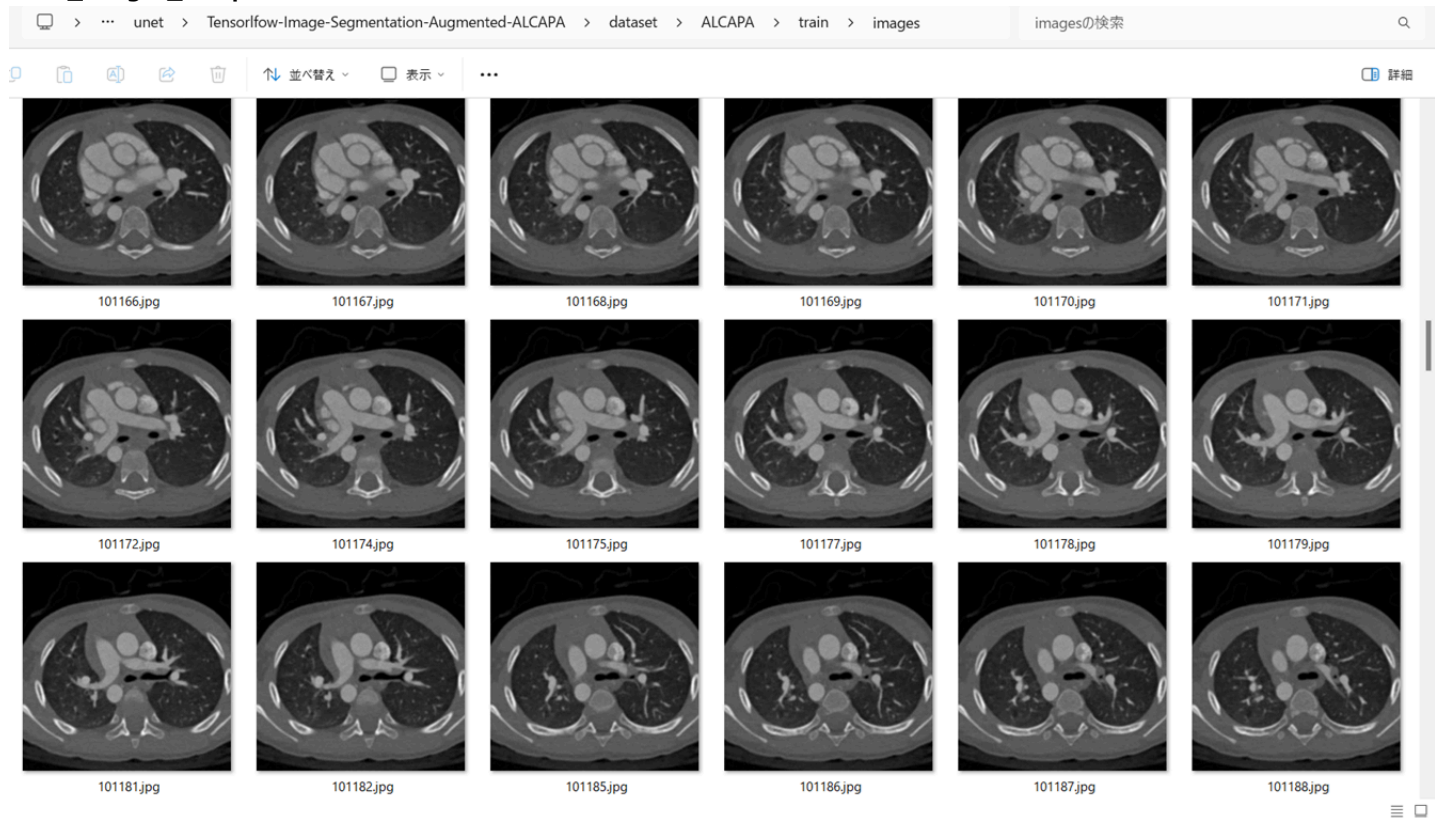 unet > Tensorlfow-Image-Segmentation-Augmented-ALCAPA > dataset > ALCAPA > train > images imagesの検索
並べ替え 表示 詳細
101166.jpg 101167.jpg 101168.jpg 101169.jpg 101170.jpg 101171.jpg
101172.jpg 101174.jpg 101175.jpg 101177.jpg 101178.jpg 101179.jpg
101181.jpg 101182.jpg 101185.jpg 101186.jpg 101187.jpg 101188.jpg